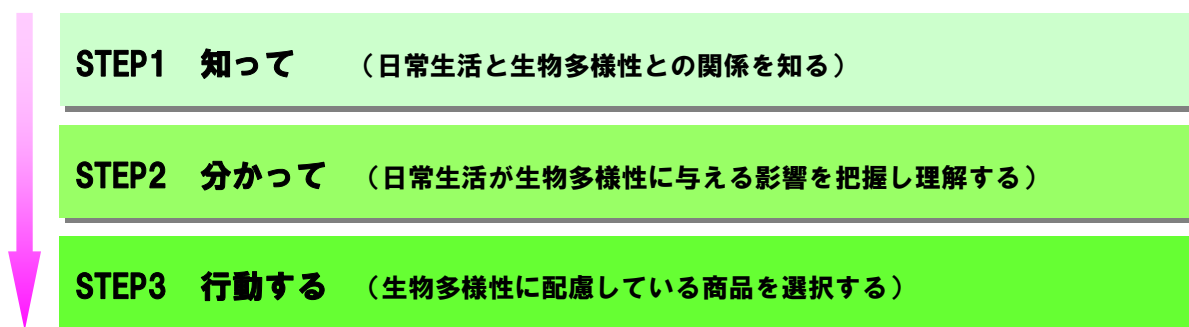 STEP1 知って （日常生活と生物多様性との関係を知る）
STEP2 分かって （日常生活が生物多様性に与える影響を把握し理解する）
STEP3 行動する （生物多様性に配慮している商品を選択する）